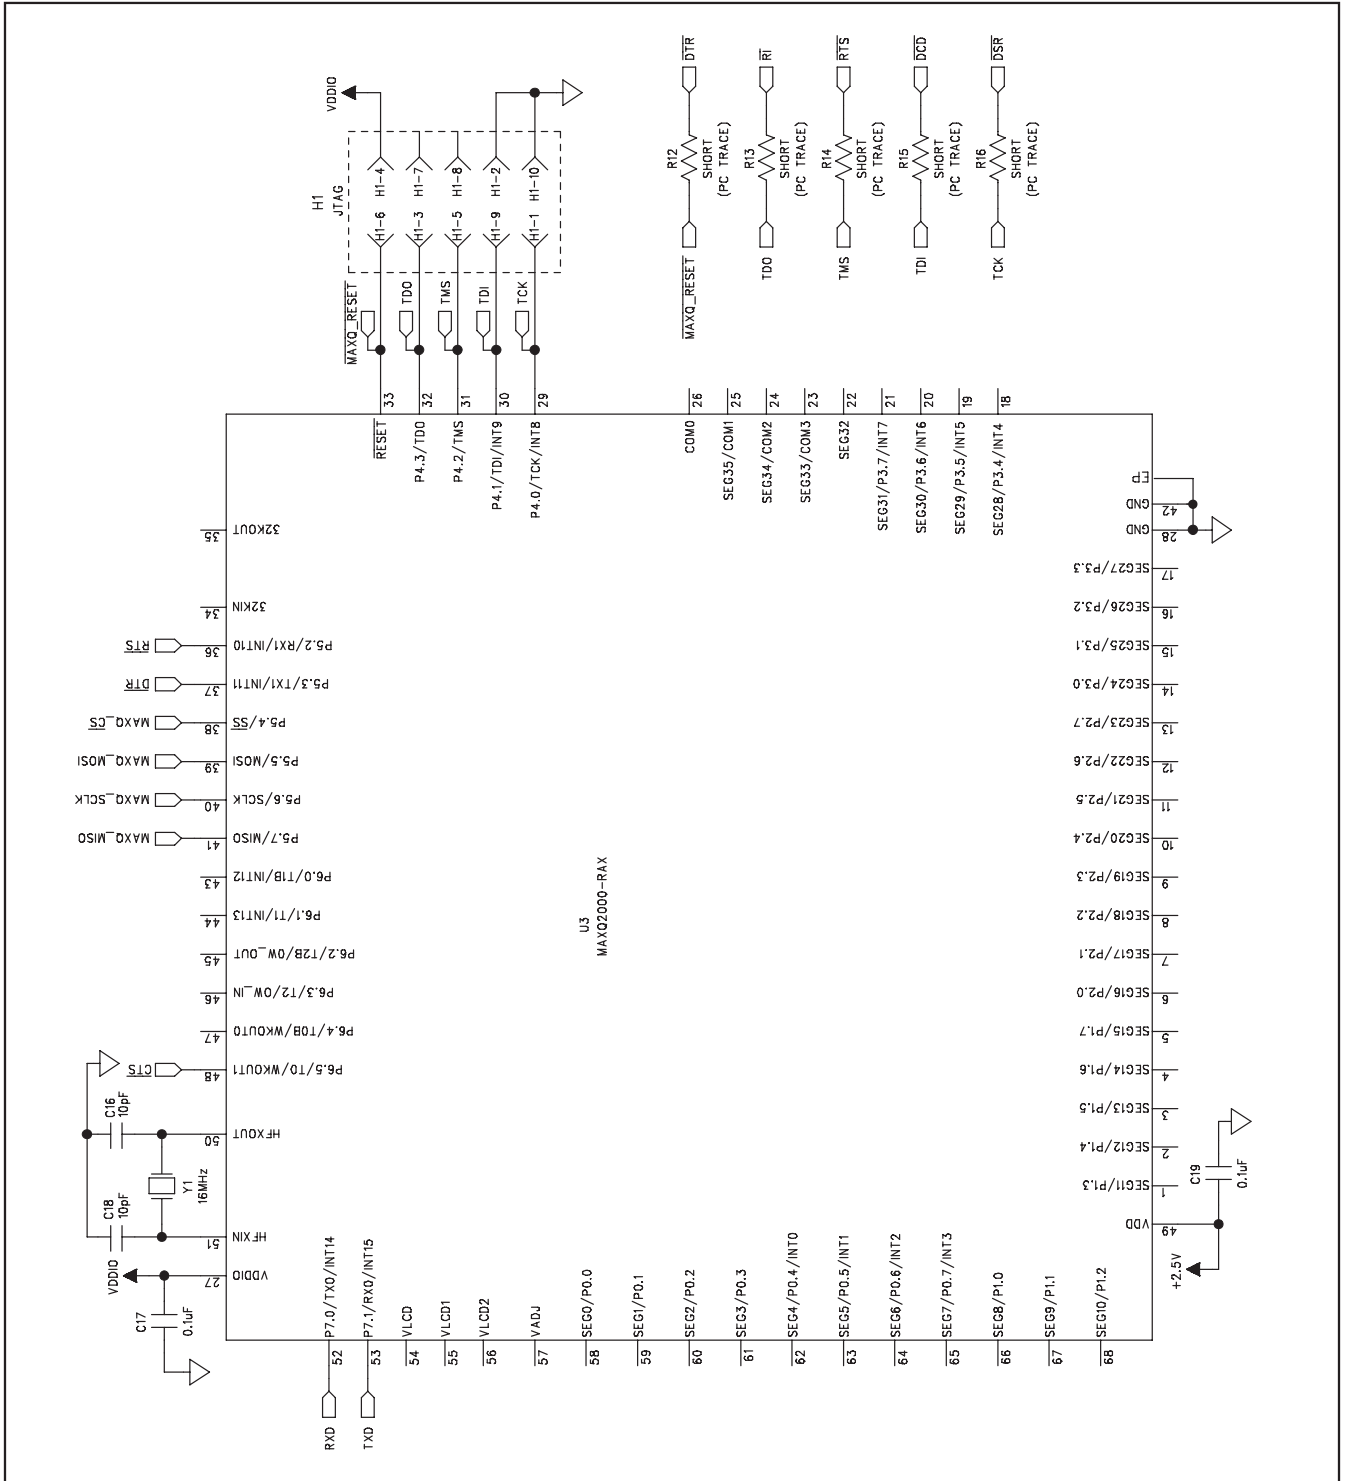 DTR
RI
RTS
DCD
DSR
VDDIO
R12
SHORT
(PC TRACE)
R13
SHORT
(PC TRACE)
R14
SHORT
(PC TRACE)
R15
SHORT
(PC TRACE)
R16
SHORT
(PC TRACE)
H1
JTAG
H1-4
H1-7
H1-8
H1-2
H1-10
H1-6
H1-3
H1-5
H1-9
H1-1
MAXQ_RESET
TDO
TMS
TDI
TCK
MAXQ_RESET
TDO
TMS
TDI
TCK
33
32
31
30
29
26
25
24
23
22
21
20
19
18
RESET
P4.3/TDO
P4.2/TMS
P4.1/TDI/INT9
P4.0/TCK/INT8
COM0
SEG35/COM1
SEG34/COM2
SEG33/COM3
SEG32
SEG31/P3.7/INT7
SEG30/P3.6/INT6
SEG29/P3.5/INT5
SEG28/P3.4/INT4
35 32KOUT
34 32KIN
RTS 36 P5.2/RX1/INT10
DTR 37 P5.3/TX1/INT11
MAXQ_CS 38 P5.4/SS
MAXQ_MOSI 39 P5.5/MOSI
MAXQ_SCLK 40 P5.6/SCLK
MAXQ_MISO 41 P5.7/MISO
43 P6.0/T1B/INT12
44 P6.1/T1/INT13
45 P6.2/T2B/OW_OUT
46 P6.3/T2/OW_IN
47 P6.4/T0B/WKOUT0
CTS 48 P6.5/T0/WKOUT1
50 HFXOUT
51 HFXIN
27 VDDIO
C16
10pF
C18
10pF
Y1
16MHz
VDDIO
C17
0.1uF
U3
MAXQ2000-RAX
EP
GND 42
GND 28
SEG27/P3.3 17
SEG26/P3.2 16
SEG25/P3.1 15
SEG24/P3.0 14
SEG23/P2.7 13
SEG22/P2.6 12
SEG21/P2.5 11
SEG20/P2.4 10
SEG19/P2.3 9
SEG18/P2.2 8
SEG17/P2.1 7
SEG16/P2.0 6
SEG15/P1.7 5
SEG14/P1.6 4
SEG13/P1.5 3
SEG12/P1.4 2
SEG11/P1.3 1
VDD 49
C19
0.1uF
+2.5V
P7.0/TX0/INT14
P7.1/RX0/INT15
VLCD
VLCD1
VLCD2
VADJ
SEG0/P0.0
SEG1/P0.1
SEG2/P0.2
SEG3/P0.3
SEG4/P0.4/INT0
SEG5/P0.5/INT1
SEG6/P0.6/INT2
SEG7/P0.7/INT3
SEG8/P1.0
SEG9/P1.1
SEG10/P1.2
52
53
54
55
56
57
58
59
60
61
62
63
64
65
66
67
68
RXD
TXD